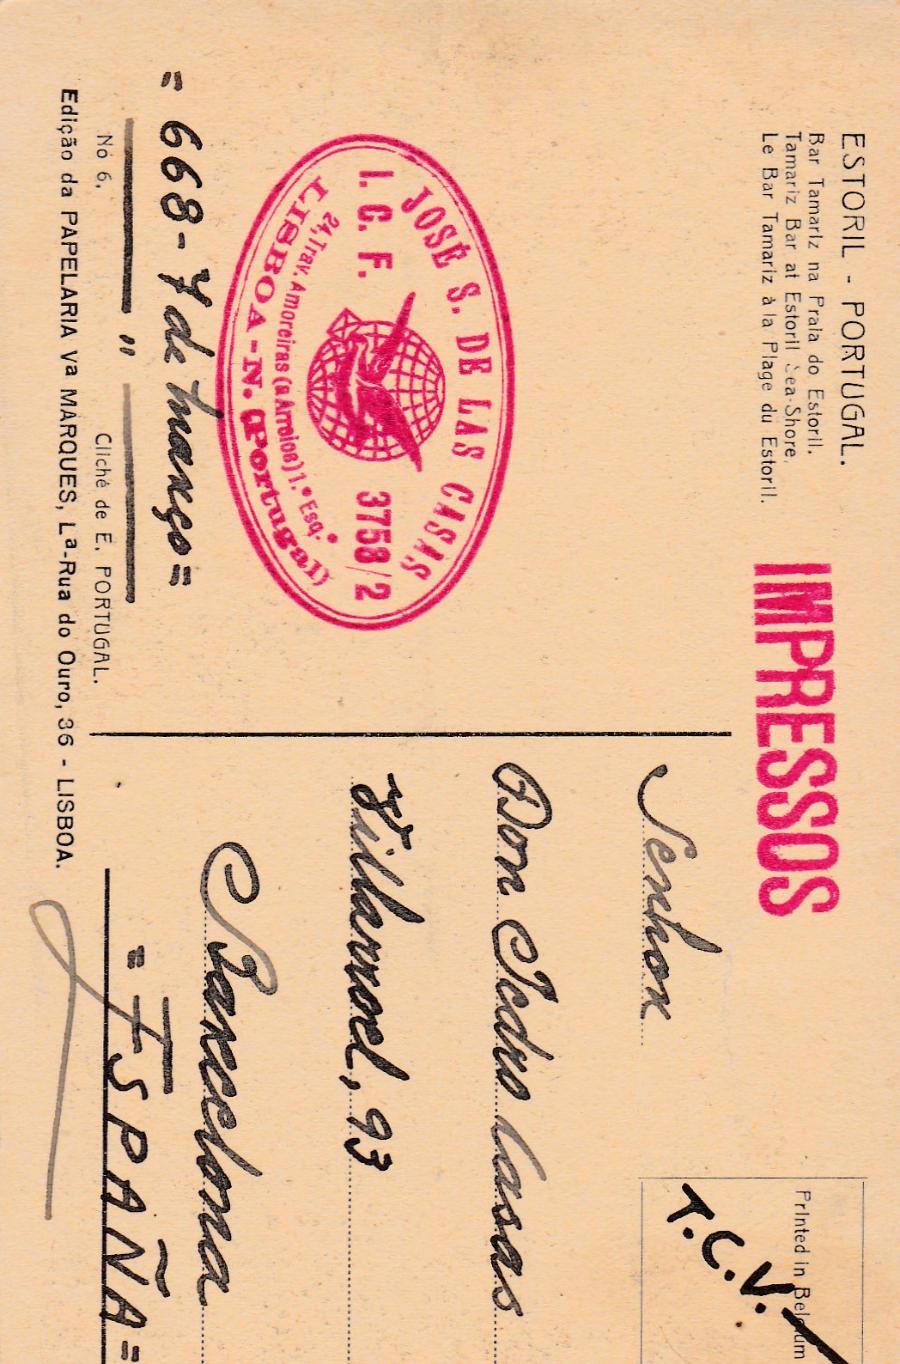 ESTORIL - PORTUGAL.
Bar Tamariz na Praia do Estoril.
Tamariz Bar at Estoril Sea-Shore.
Le Bar Tamariz à la Plage du Estoril.
IMPRESSOS
JOSÉ S. DE LAS CASAS
I. C. F. 3758/2
24, Trav. Amoreiras (a Arroios) 1.º Esq.º
LISBOA - N. (Portugal)
= 668 - 7 de março =
"
Nó 6. Cliché de E. PORTUGAL.
Edição da PAPELARIA Va MARQUES, Lª-Rua do Ouro, 36 - LISBOA.
Printed in Belgium
T.C.V./
Senhor
Don Pedro Casas
Villarroel, 93
Barcelona
= ESPAÑA =